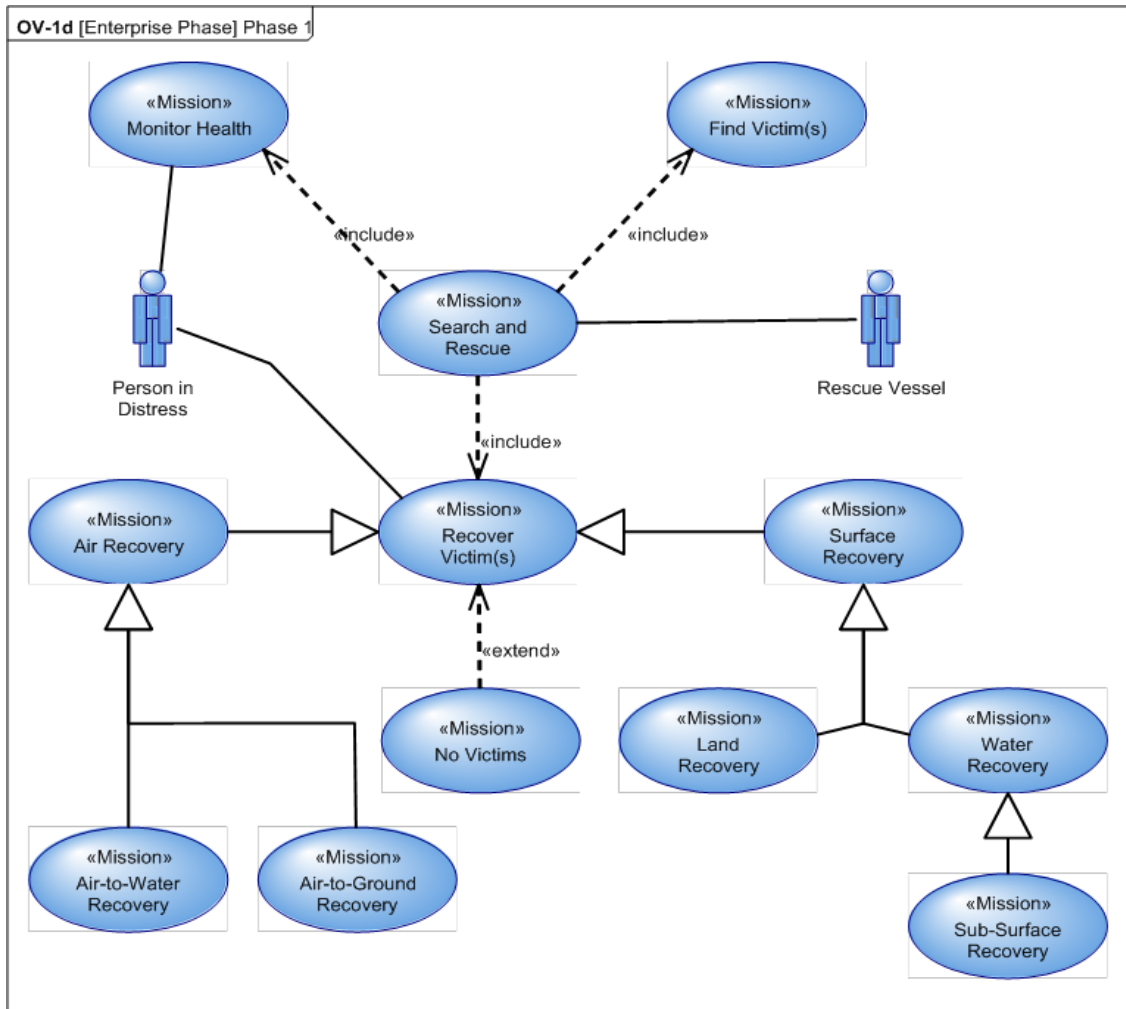 OV-1d [Enterprise Phase] Phase 1
«Mission»
Monitor Health
«Mission»
Find Victim(s)
«include»
«include»
«Mission»
Search and
Rescue
Person in
Distress
Rescue Vessel
«include»
«Mission»
Air Recovery
«Mission»
Recover
Victim(s)
«Mission»
Surface
Recovery
«extend»
«Mission»
No Victims
«Mission»
Land
Recovery
«Mission»
Water
Recovery
«Mission»
Air-to-Water
Recovery
«Mission»
Air-to-Ground
Recovery
«Mission»
Sub-Surface
Recovery